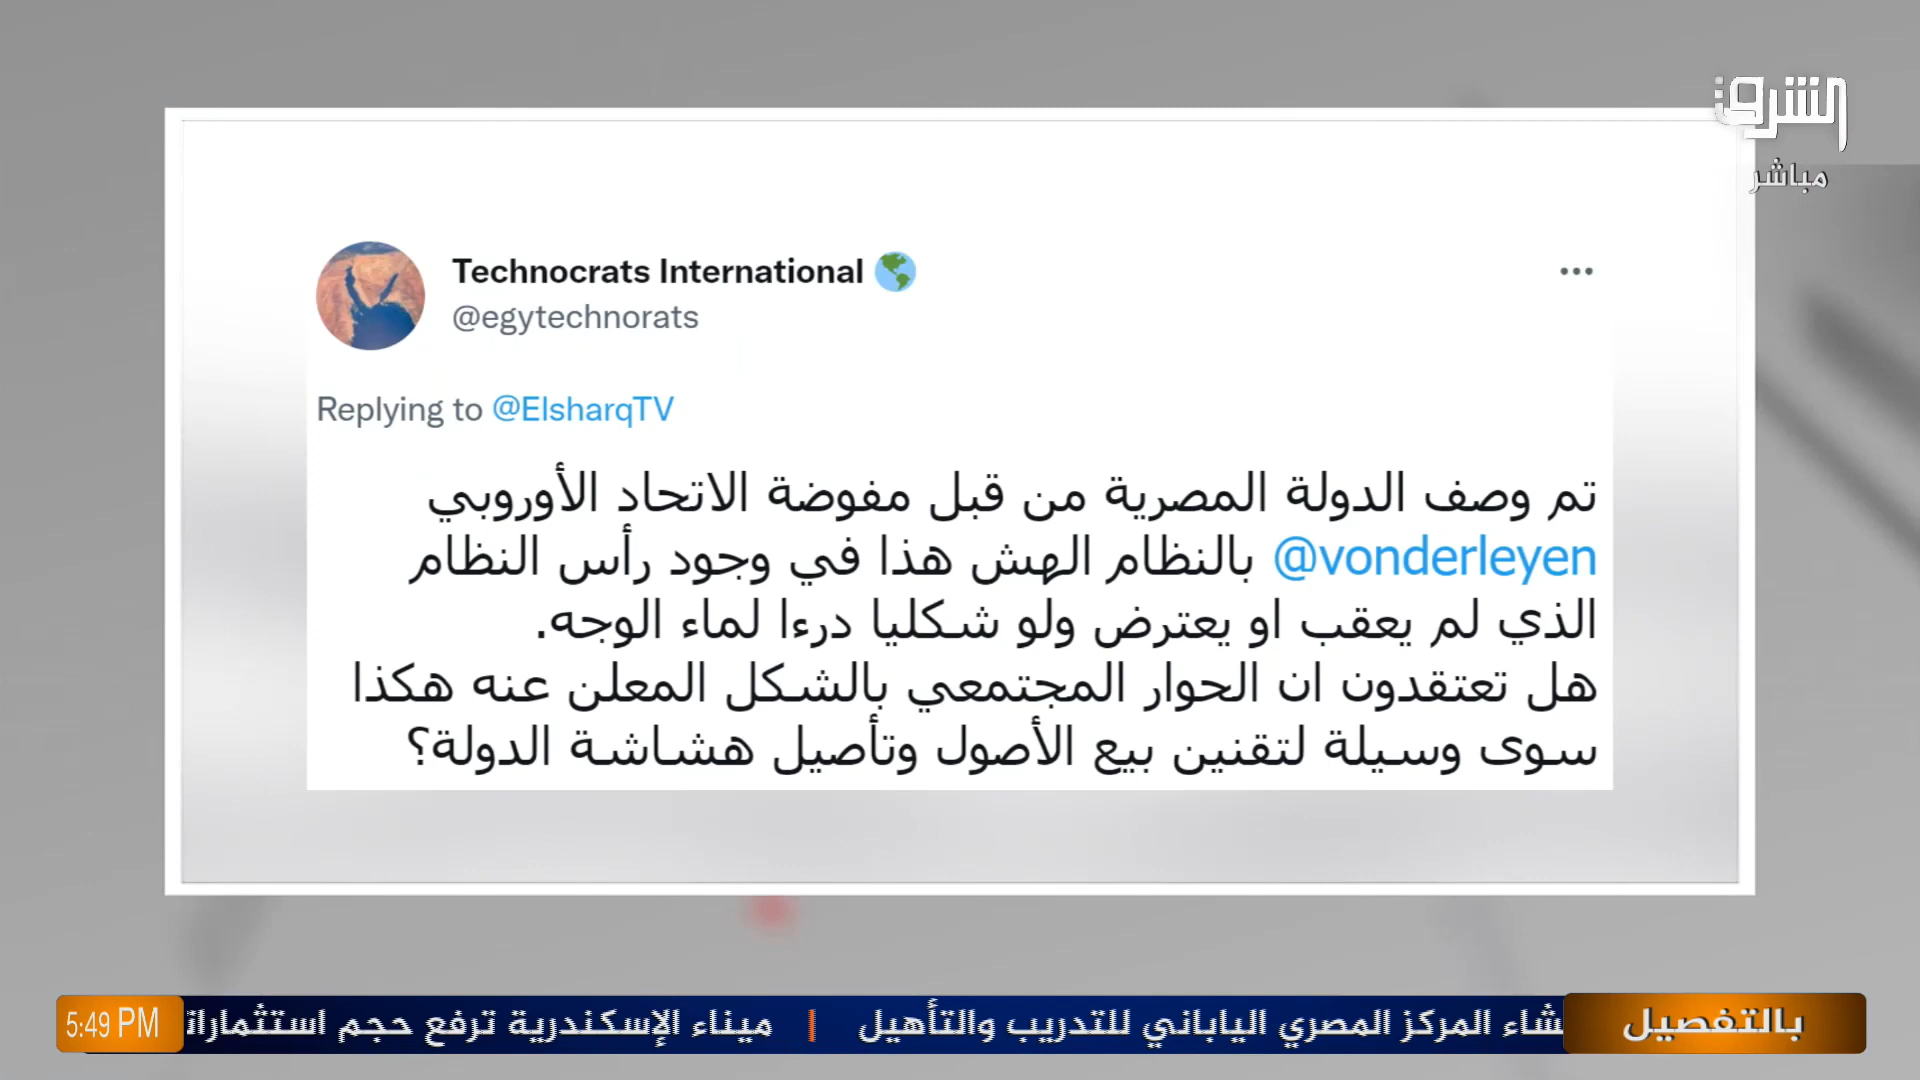 الشرق
مباشر
Technocrats International
@egytechnorats
Replying to @ElsharqTV
تم وصف الدولة المصرية من قبل مفوضة الاتحاد الأوروبي
@vonderleyen بالنظام الهش هذا في وجود رأس النظام
الذي لم يعقب او يعترض ولو شكليا درءا لماء الوجه.
هل تعتقدون ان الحوار المجتمعي بالشكل المعلن عنه هكذا
سوى وسيلة لتقنين بيع الأصول وتأصيل هشاشة الدولة؟
بالتفصيل
شاء المركز المصري الياباني للتدريب والتأهيل | ميناء الإسكندرية ترفع حجم استثمارات
5:49 PM